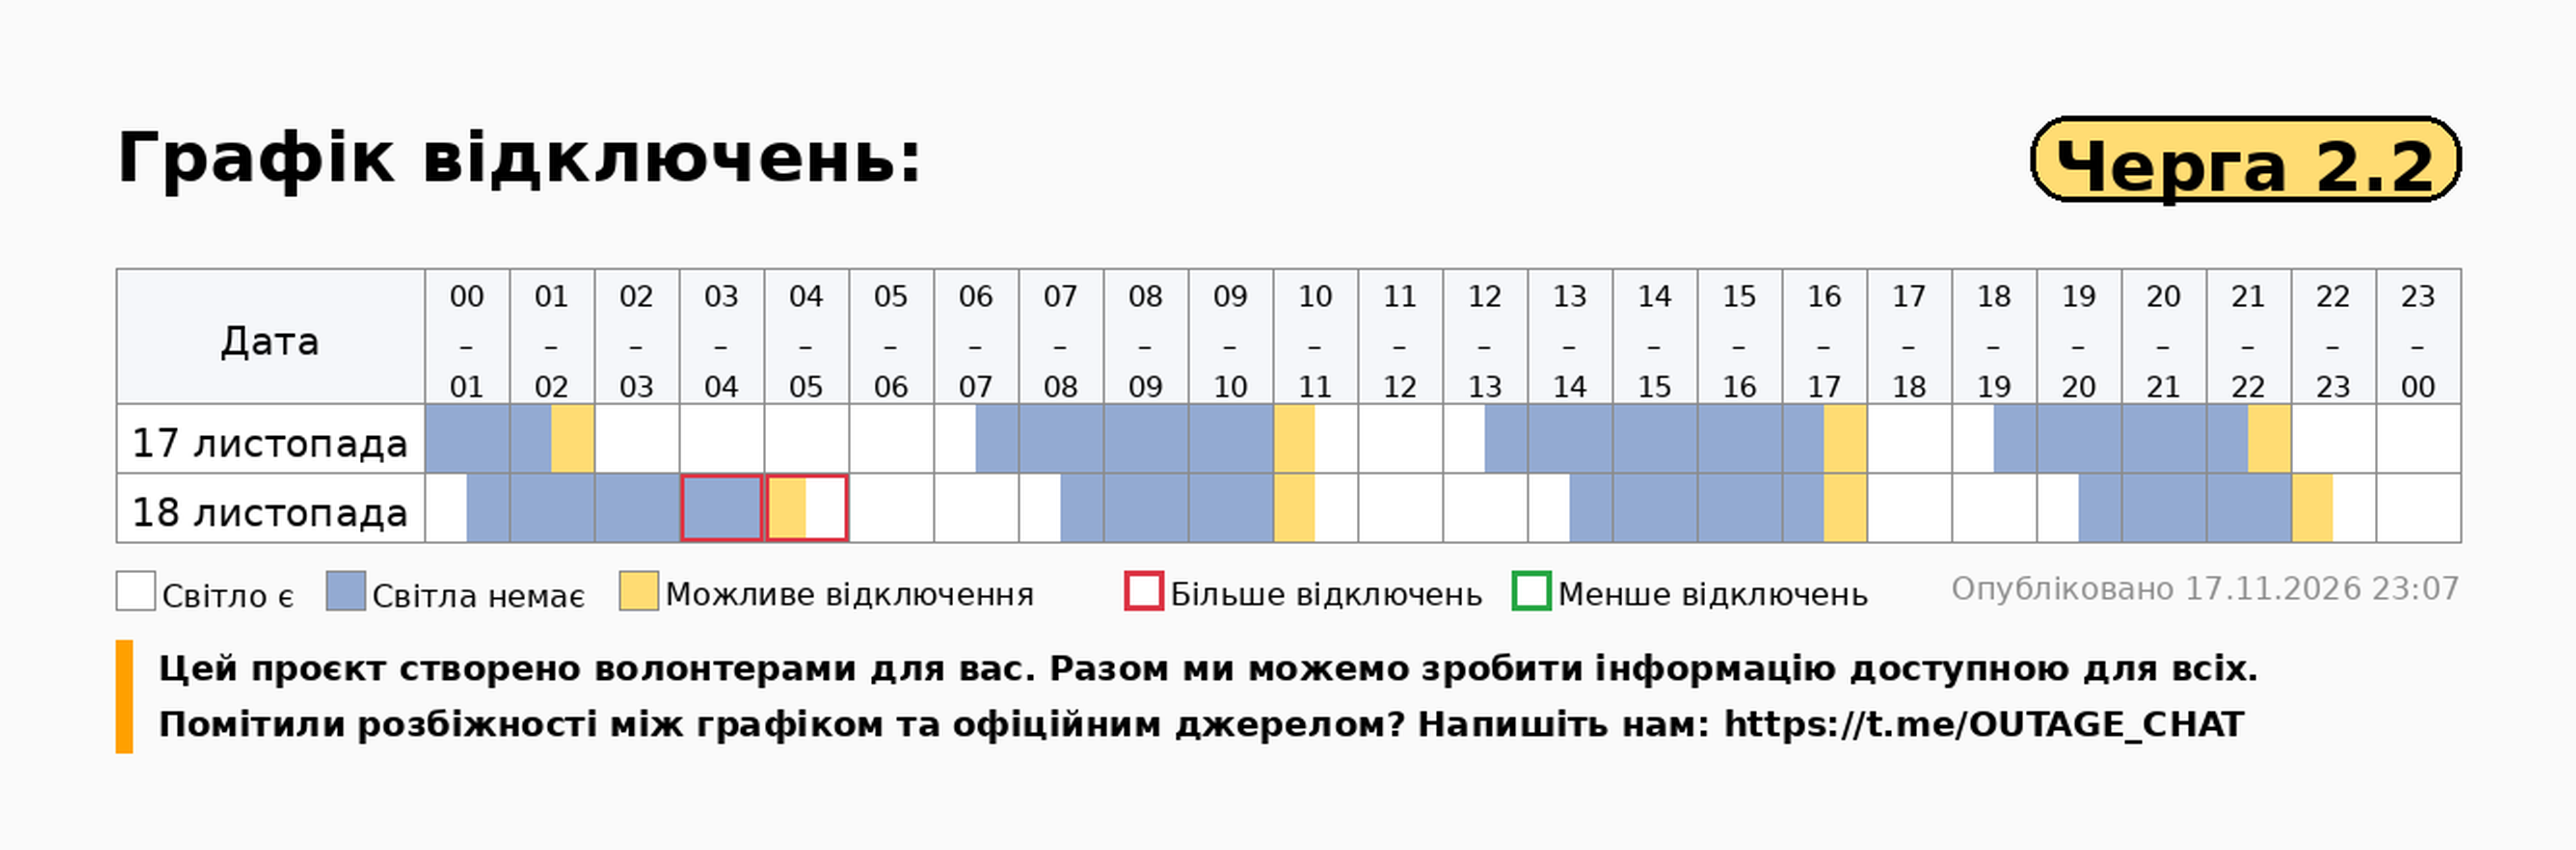 Графік відключень:
Черга 2.2
Дата
00 – 01
01 – 02
02 – 03
03 – 04
04 – 05
05 – 06
06 – 07
07 – 08
08 – 09
09 – 10
10 – 11
11 – 12
12 – 13
13 – 14
14 – 15
15 – 16
16 – 17
17 – 18
18 – 19
19 – 20
20 – 21
21 – 22
22 – 23
23 – 00
17 листопада
18 листопада
Світло є Світла немає Можливе відключення Більше відключень Менше відключень Опубліковано 17.11.2026 23:07
Цей проєкт створено волонтерами для вас. Разом ми можемо зробити інформацію доступною для всіх.
Помітили розбіжності між графіком та офіційним джерелом? Напишіть нам: https://t.me/OUTAGE_CHAT